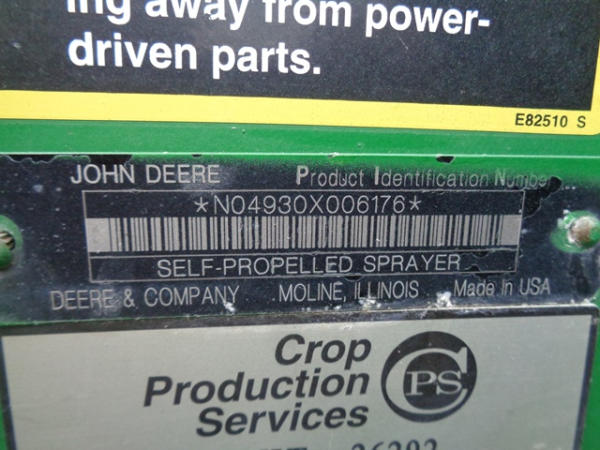 ing away from power-
driven parts.
E82510 S
JOHN DEERE Product Identification Number
*N04930X006176*
SELF-PROPELLED SPRAYER
DEERE & COMPANY MOLINE, ILLINOIS Made In USA
Crop
Production
Services
CPS